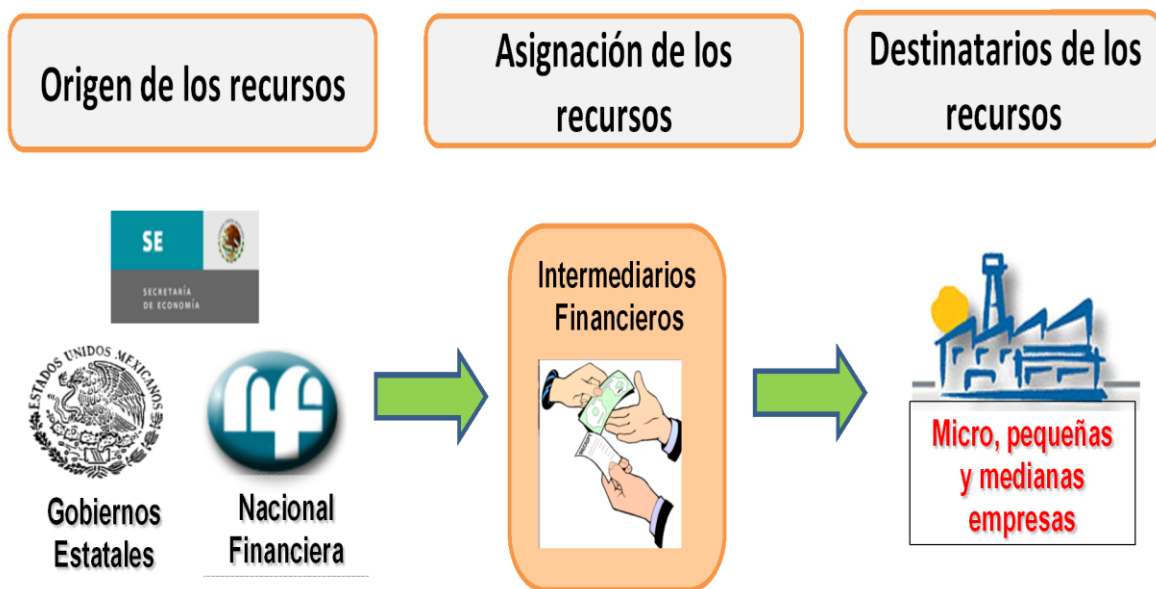 Origen de los recursos
Asignación de los
recursos
Destinatarios de los
recursos
SE
SECRETARÍA
DE ECONOMÍA
ESTADOS UNIDOS MEXICANOS
Gobiernos
Estatales
nf
Nacional
Financiera
Intermediarios
Financieros
Micro, pequeñas
y medianas
empresas